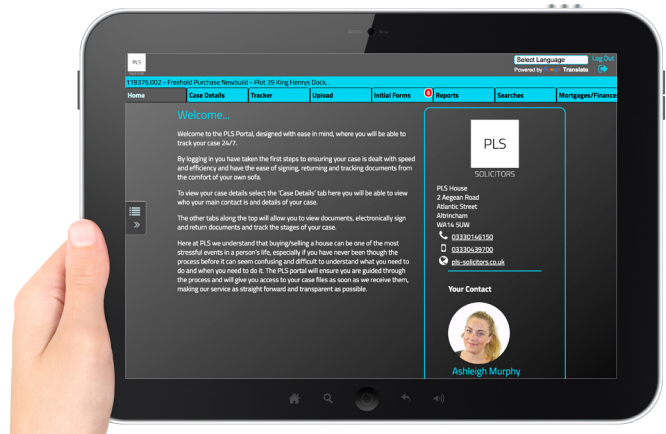 PLS
Select Language
Log Out
Powered by Google Translate
119376.002 - Freehold Purchase Newbuild - Plot 39 King Henrys Dock, .
Home Case Details Tracker Upload Initial Forms Reports Searches Mortgages/Finance
Welcome...
Welcome to the PLS Portal, designed with ease in mind, where you will be able to
track your case 24/7.
By logging in you have taken the first steps to ensuring your case is dealt with speed
and efficiency and have the ease of signing, returning and tracking documents from
the comfort of your own sofa.
To view your case details select the 'Case Details' tab here you will be able to view
who your main contact is and details of your case.
The other tabs along the top will allow you to view documents, electronically sign
and return documents and track the stages of your case.
Here at PLS we understand that buying/selling a house can be one of the most
stressful events in a person's life, especially if you have never been though the
process before it can seem confusing and difficult to understand what you need to
do and when you need to do it. The PLS portal will ensure you are guided through
the process and will give you access to your case files as soon as we receive them,
making our service as straight forward and transparent as possible.
PLS
SOLICITORS
PLS House
2 Aegean Road
Atlantic Street
Altrincham
WA14 5UW
03330146150
03330439700
pls-solicitors.co.uk
Your Contact
Ashleigh Murphy